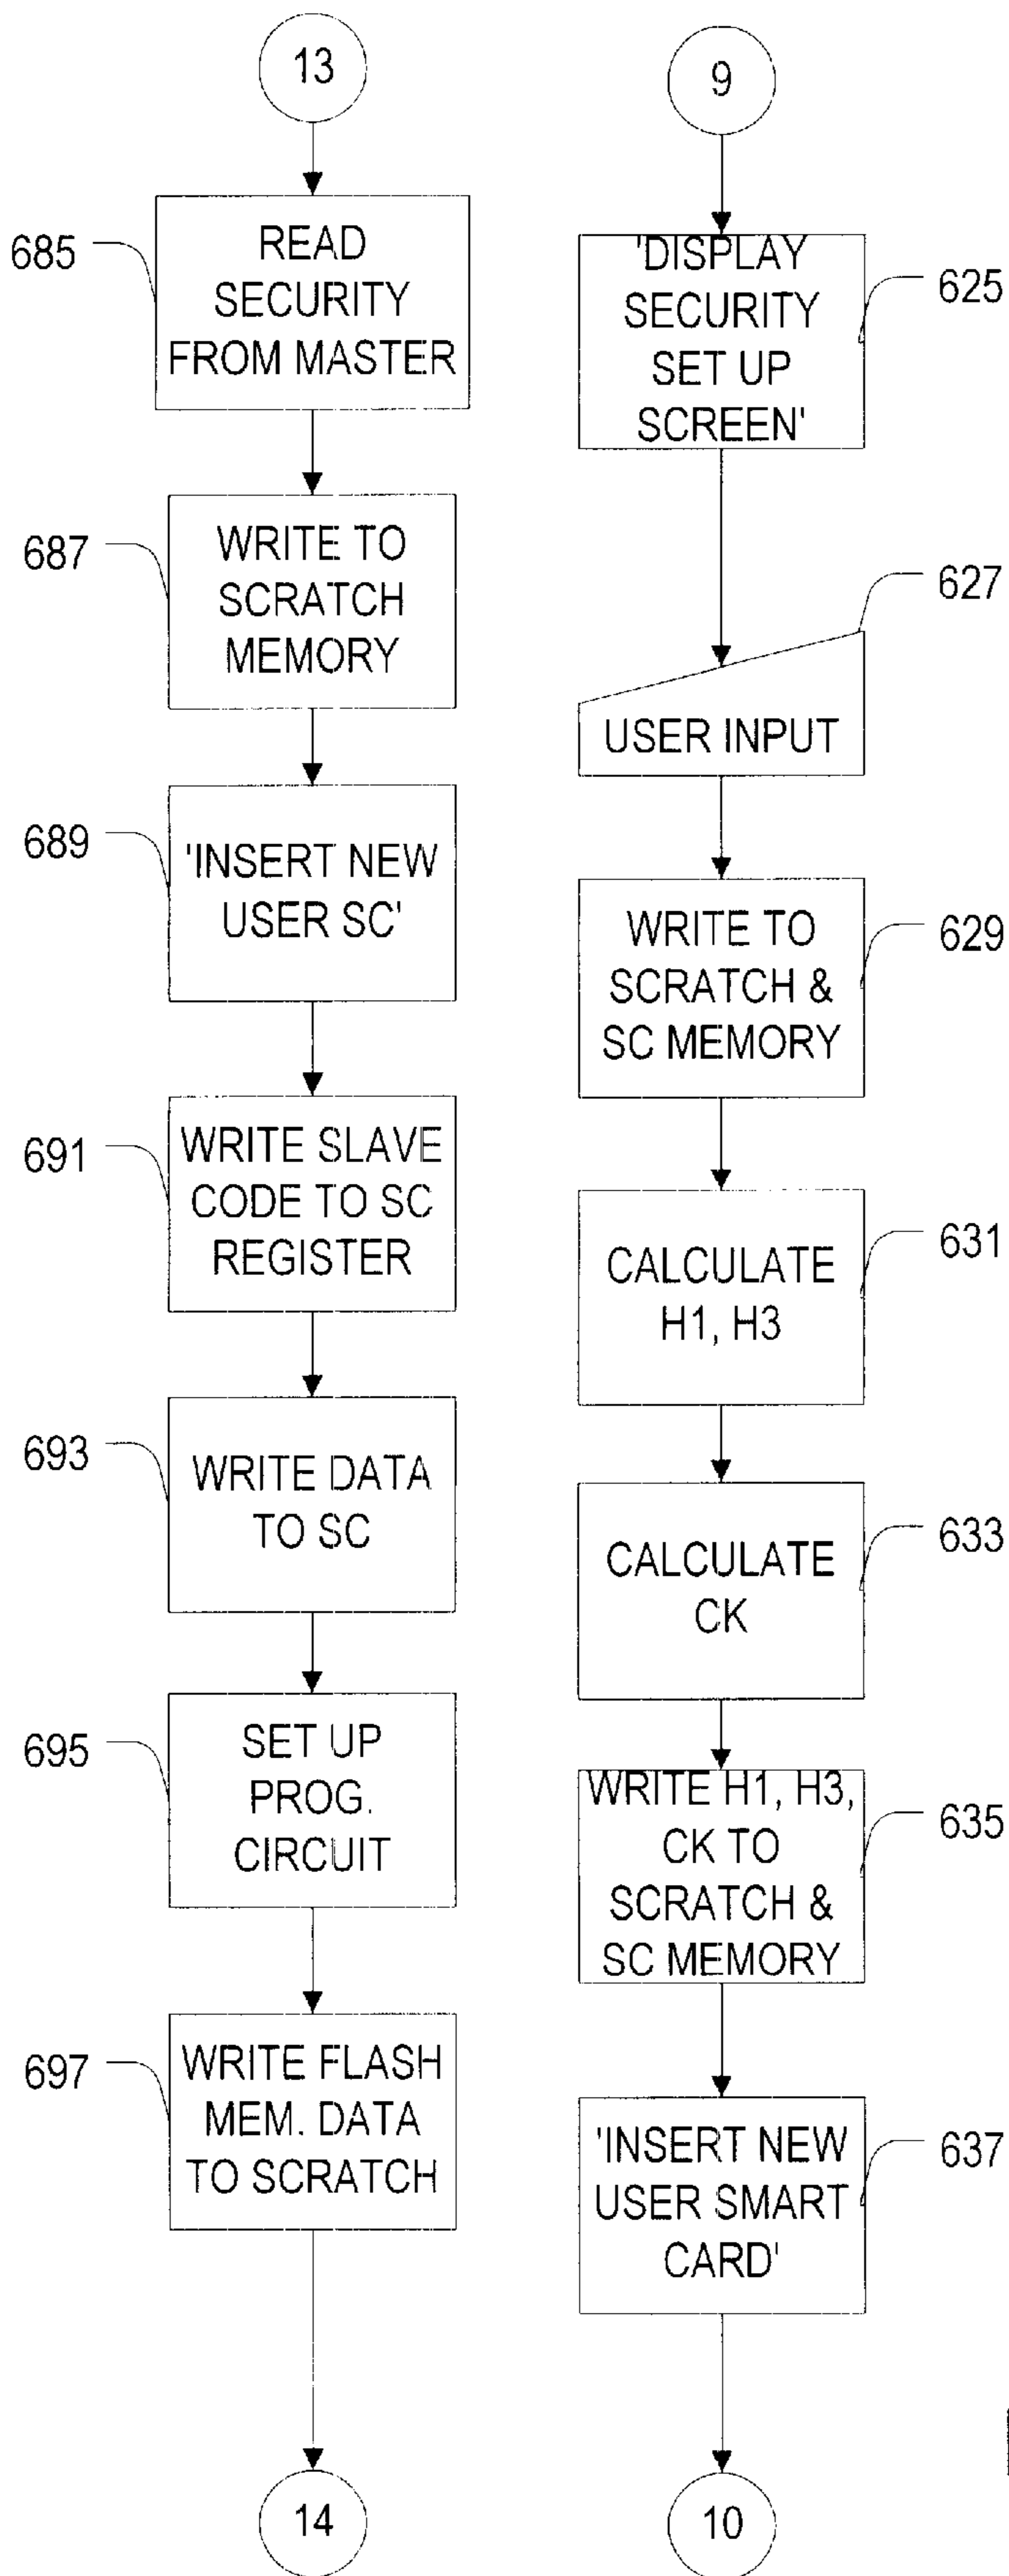 13
685
READ
SECURITY
FROM MASTER
687
WRITE TO
SCRATCH
MEMORY
689
'INSERT NEW
USER SC'
691
WRITE SLAVE
CODE TO SC
REGISTER
693
WRITE DATA
TO SC
695
SET UP
PROG.
CIRCUIT
697
WRITE FLASH
MEM. DATA
TO SCRATCH
14
9
'DISPLAY
SECURITY
SET UP
SCREEN'
625
627
USER INPUT
WRITE TO
SCRATCH &
SC MEMORY
629
CALCULATE
H1, H3
631
CALCULATE
CK
633
WRITE H1, H3,
CK TO
SCRATCH &
SC MEMORY
635
'INSERT NEW
USER SMART
CARD'
637
10